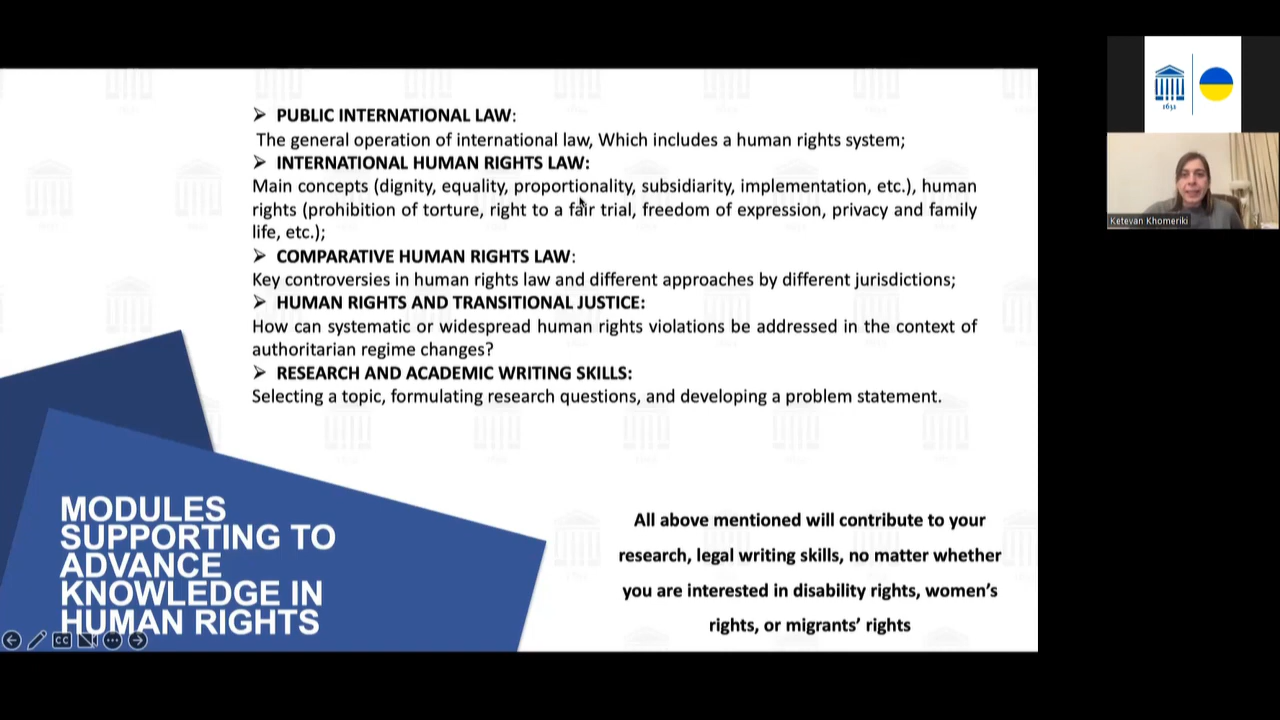 ➢ PUBLIC INTERNATIONAL LAW:
The general operation of international law, Which includes a human rights system;
➢ INTERNATIONAL HUMAN RIGHTS LAW:
Main concepts (dignity, equality, proportionality, subsidiarity, implementation, etc.), human
rights (prohibition of torture, right to a fair trial, freedom of expression, privacy and family
life, etc.);
➢ COMPARATIVE HUMAN RIGHTS LAW:
Key controversies in human rights law and different approaches by different jurisdictions;
➢ HUMAN RIGHTS AND TRANSITIONAL JUSTICE:
How can systematic or widespread human rights violations be addressed in the context of
authoritarian regime changes?
➢ RESEARCH AND ACADEMIC WRITING SKILLS:
Selecting a topic, formulating research questions, and developing a problem statement.
MODULES
SUPPORTING TO
ADVANCE
KNOWLEDGE IN
HUMAN RIGHTS
CC
All above mentioned will contribute to your
research, legal writing skills, no matter whether
you are interested in disability rights, women's
rights, or migrants' rights
1632
Ketevan Khomeriki